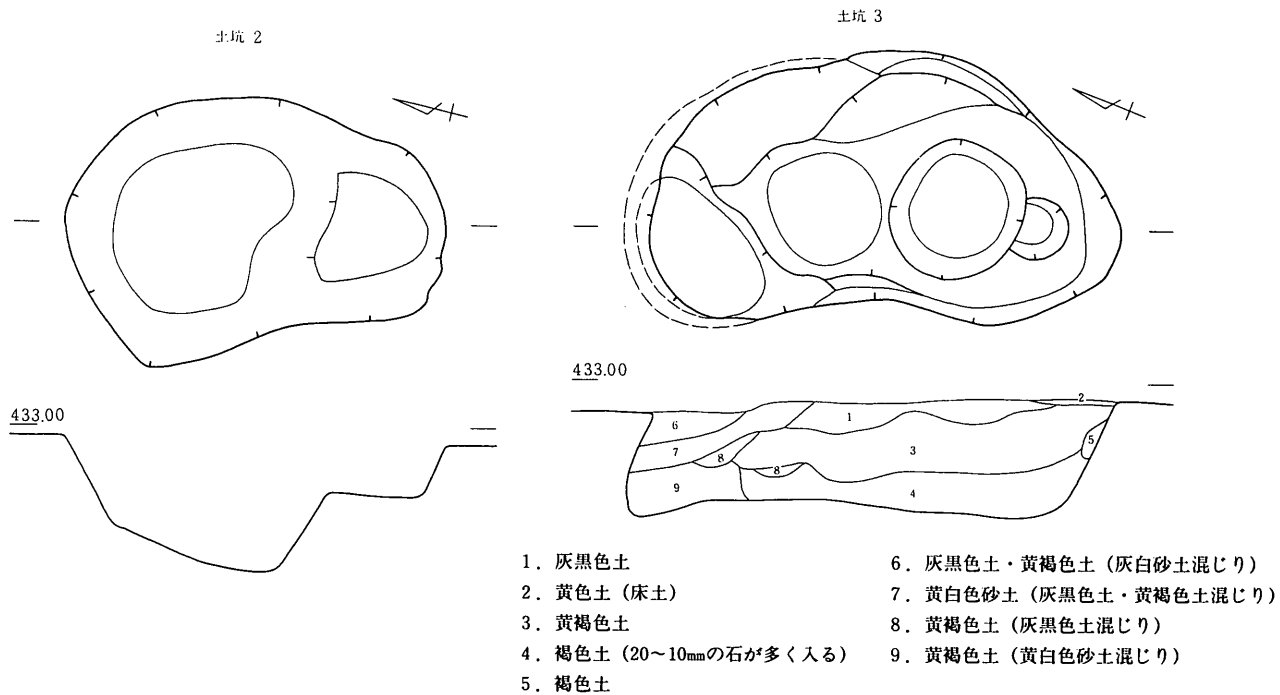 土坑 2
土坑 3
433.00
433.00
2
1
6
5
7
8
3
8
9
4
1. 灰黒色土
2. 黄色土 (床土)
3. 黄褐色土
4. 褐色土 (20~10㎜の石が多く入る)
5. 褐色土
6. 灰黒色土・黄褐色土 (灰白砂土混じり)
7. 黄白色砂土 (灰黒色土・黄褐色土混じり)
8. 黄褐色土 (灰黒色土混じり)
9. 黄褐色土 (黄白色砂土混じり)